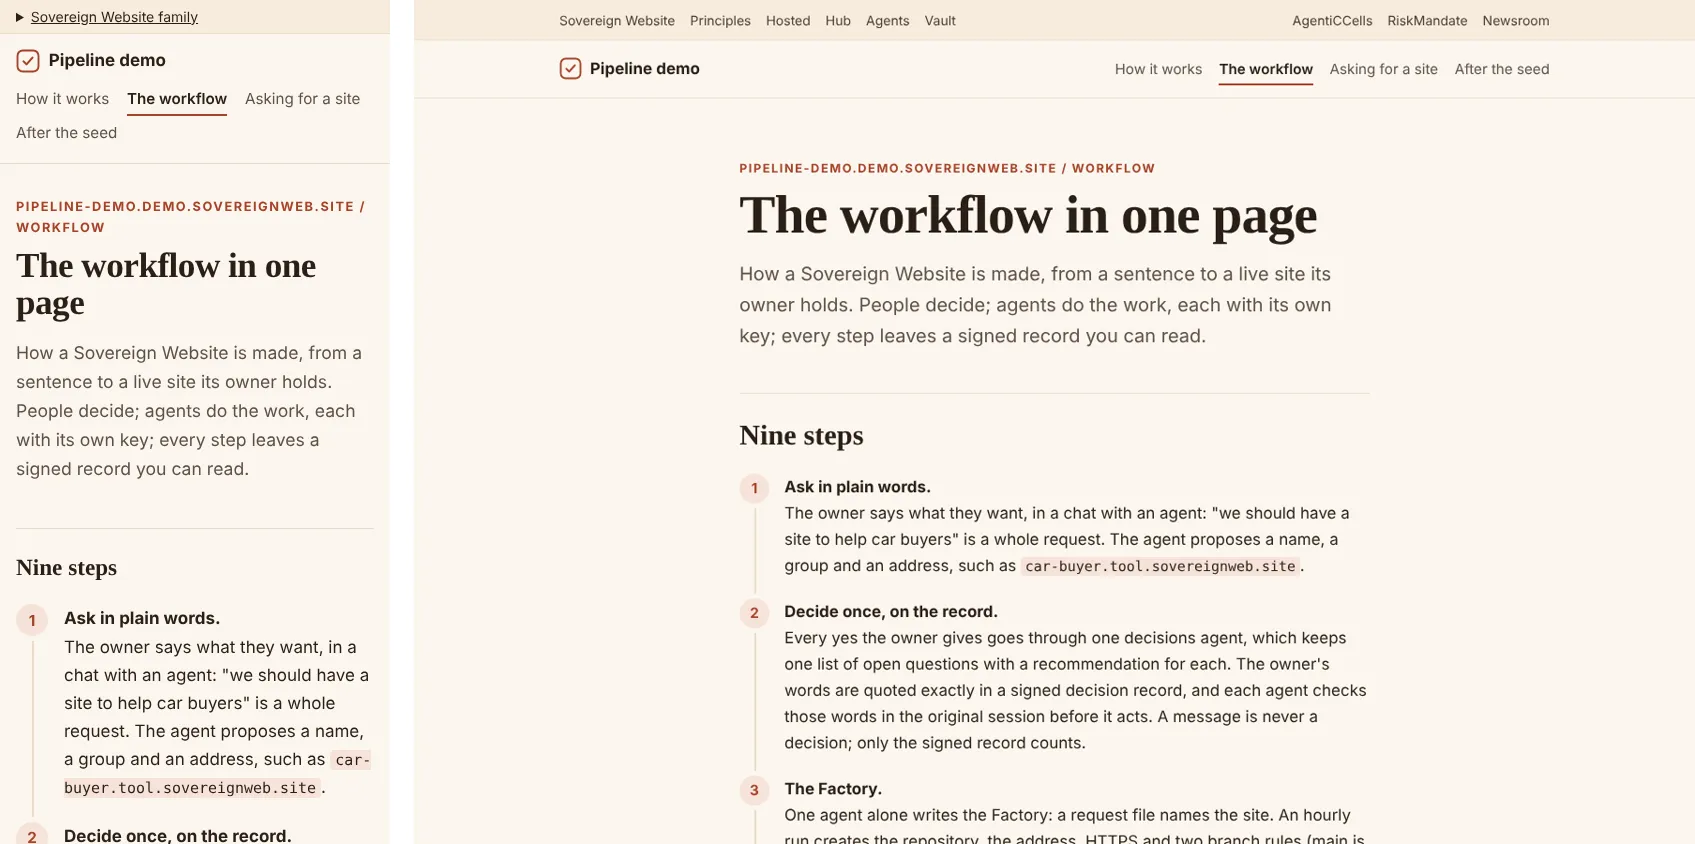 Sovereign Website family
Pipeline demo
How it works The workflow Asking for a site
After the seed
PIPELINE-DEMO.DEMO.SOVEREIGNWEB.SITE /
WORKFLOW
The workflow in one
page
How a Sovereign Website is made, from a
sentence to a live site its owner holds.
People decide; agents do the work, each
with its own key; every step leaves a
signed record you can read.
Nine steps
1
Ask in plain words.
The owner says what they want, in a
chat with an agent: "we should have a
site to help car buyers" is a whole
request. The agent proposes a name,
a group and an address, such as car-
buyer.tool.sovereignweb.site.
2
Decide once, on the record.
Sovereign Website Principles Hosted Hub Agents Vault AgentiCCells RiskMandate Newsroom
Pipeline demo How it works The workflow Asking for a site After the seed
PIPELINE-DEMO.DEMO.SOVEREIGNWEB.SITE / WORKFLOW
The workflow in one page
How a Sovereign Website is made, from a sentence to a live site its
owner holds. People decide; agents do the work, each with its own
key; every step leaves a signed record you can read.
Nine steps
1
Ask in plain words.
The owner says what they want, in a chat with an agent: "we should have a
site to help car buyers" is a whole request. The agent proposes a name, a
group and an address, such as car-buyer.tool.sovereignweb.site.
2
Decide once, on the record.
Every yes the owner gives goes through one decisions agent, which keeps
one list of open questions with a recommendation for each. The owner's
words are quoted exactly in a signed decision record, and each agent checks
those words in the original session before it acts. A message is never a
decision; only the signed record counts.
3
The Factory.
One agent alone writes the Factory: a request file names the site. An hourly
run creates the repository, the address, HTTPS and two branch rules (main is